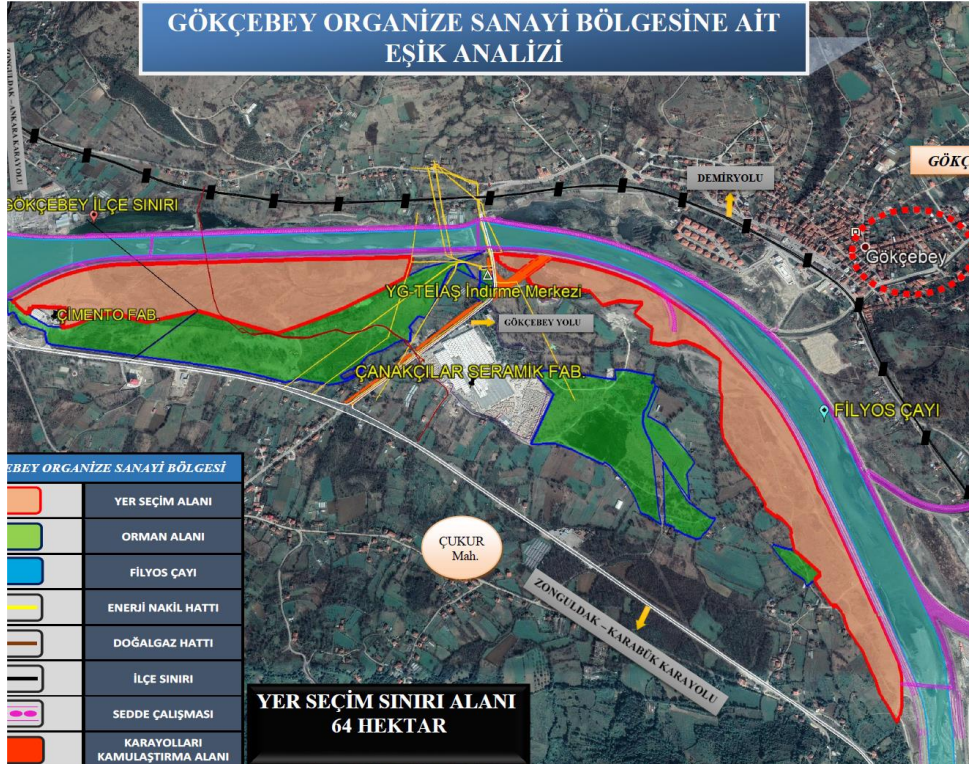 GÖKÇEBEY ORGANİZE SANAYİ BÖLGESİNE AİT
EŞİK ANALİZİ
ZONGULDAK – ANKARA KARAYOLU
GÖKÇ
DEMİRYOLU
GÖKÇEBEY İLÇE SINIRI
Gökçebey
YG-TEİAŞ İndirme Merkezi
ÇİMENTO FAB.
GÖKÇEBEY YOLU
ÇANAKÇILAR SERAMİK FAB.
FİLYOS ÇAYI
EBEY ORGANİZE SANAYİ BÖLGESİ
YER SEÇİM ALANI
ORMAN ALANI
FİLYOS ÇAYI
ENERJİ NAKİL HATTI
DOĞALGAZ HATTI
İLÇE SINIRI
SEDDE ÇALIŞMASI
KARAYOLLARI
KAMULAŞTIRMA ALANI
ÇUKUR
Mah.
ZONGULDAK – KARABÜK KARAYOLU
YER SEÇİM SINIRI ALANI
64 HEKTAR